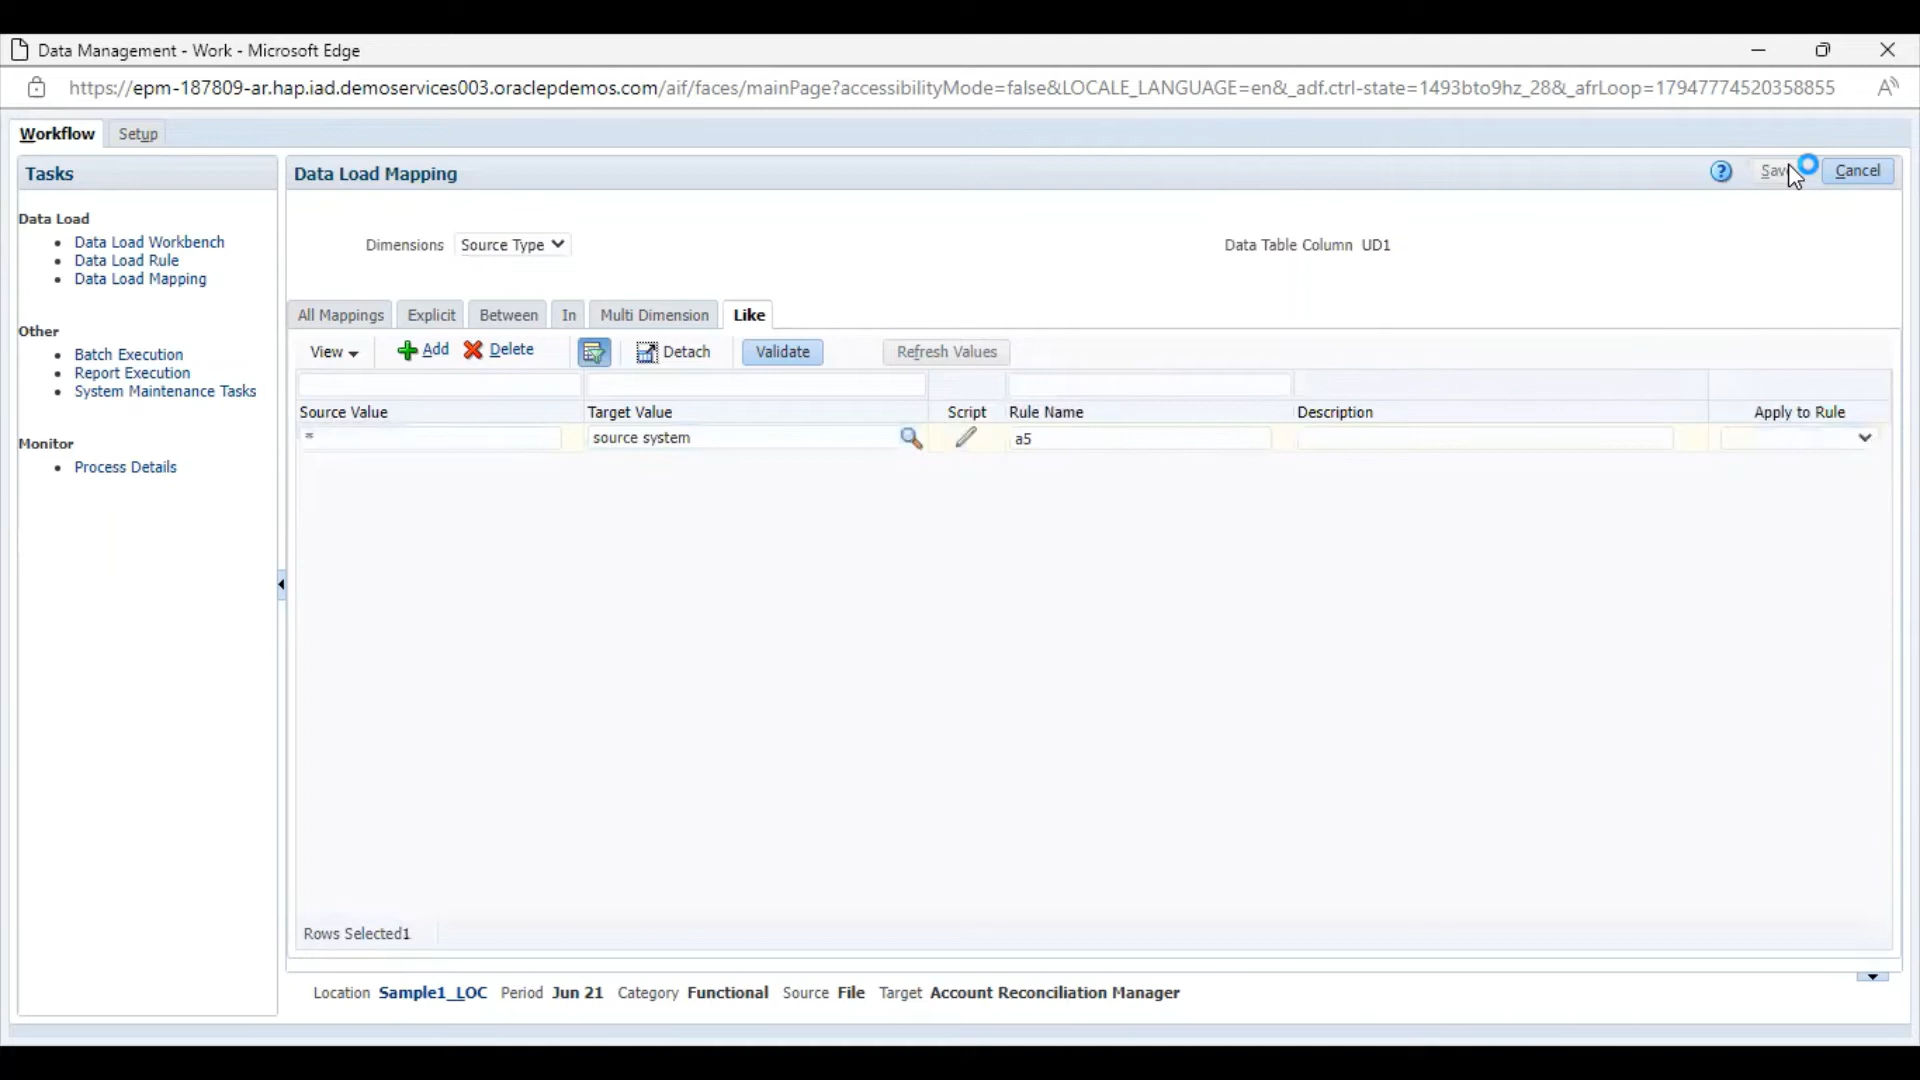 Data Management - Work - Microsoft Edge
https://epm-187809-ar.hap.iad.demoservices003.oraclepdemos.com/aif/faces/mainPage?accessibilityMode=false&LOCALE_LANGUAGE=en&_adf.ctrl-state=1493bto9hz_28&_afrLoop=17947774520358855
Workflow Setup
Tasks
Data Load Mapping
Cancel
Data Load
Data Load Workbench
Data Load Rule
Data Load Mapping
Other
Batch Execution
Report Execution
System Maintenance Tasks
Monitor
Process Details
Dimensions Source Type Data Table Column UD1
All Mappings Explicit Between In Multi Dimension Like
View Add Delete Detach Validate Refresh Values
Source Value Target Value Script Rule Name Description Apply to Rule
* source system a5
Rows Selected1
Location Sample1_LOC Period Jun 21 Category Functional Source File Target Account Reconciliation Manager